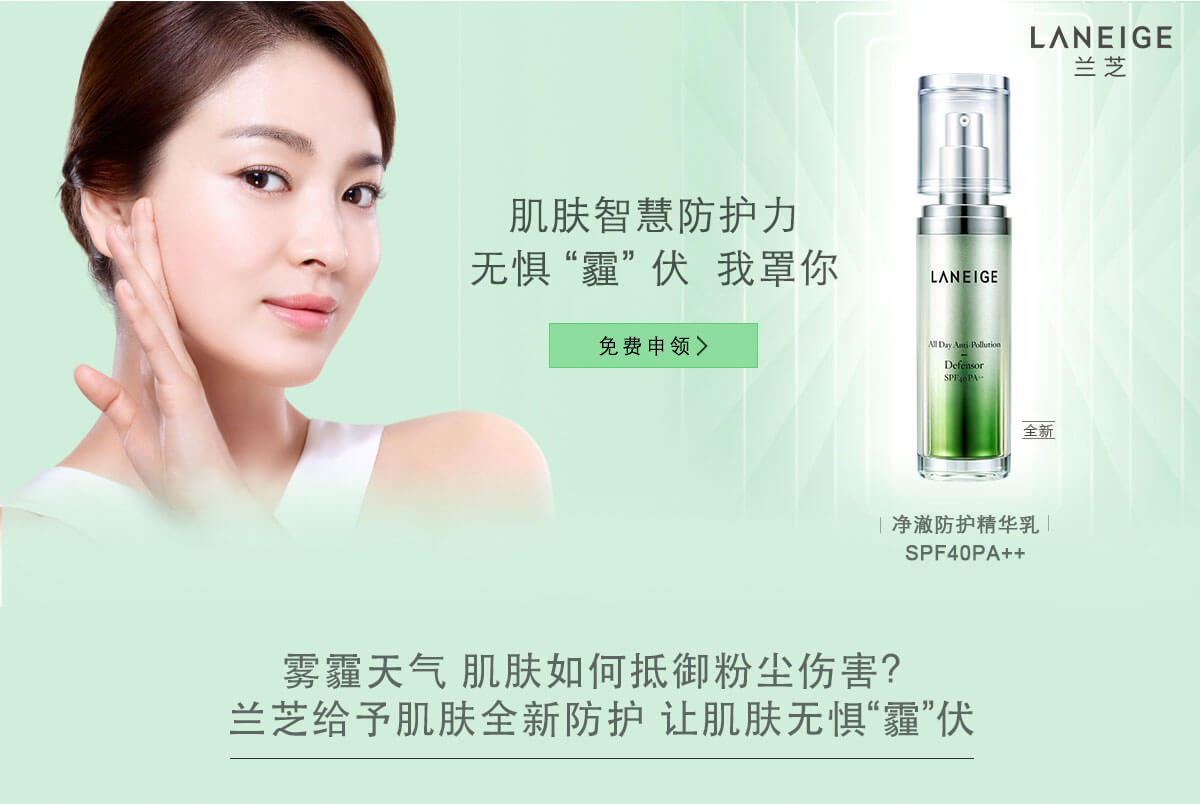 LANEIGE
兰芝
肌肤智慧防护力
无惧“霾”伏 我罩你
免费申领
LANEIGE
All Day Anti-Pollution
Defensor
SPF40 PA++
全新
净澈防护精华乳
SPF40PA++
雾霾天气 肌肤如何抵御粉尘伤害?
兰芝给予肌肤全新防护 让肌肤无惧“霾”伏